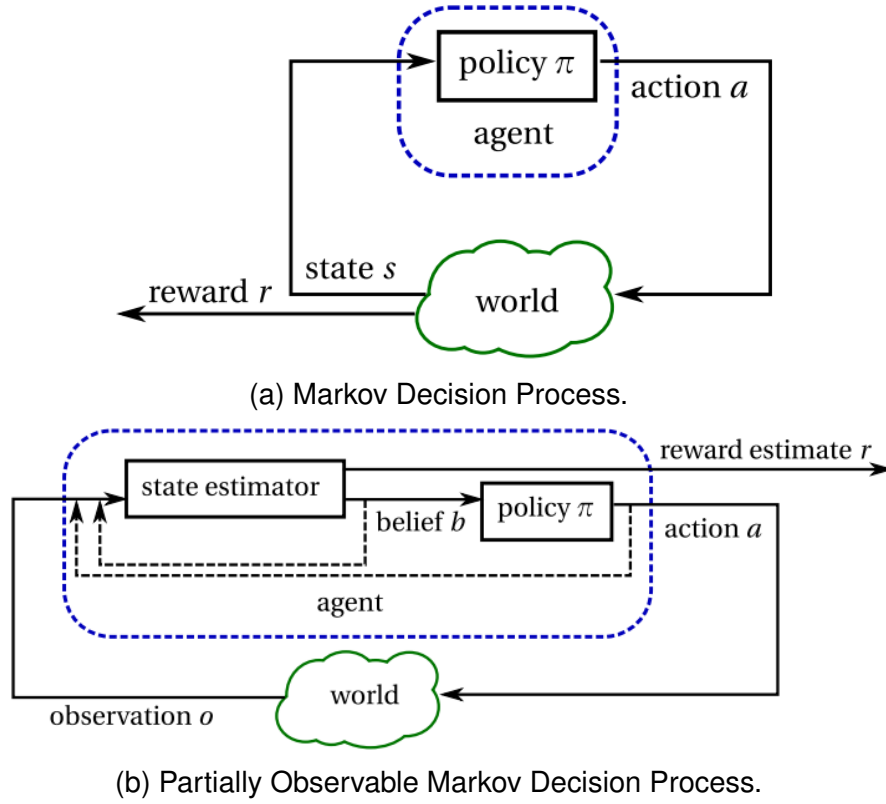 policy π
action a
agent
state s
reward r
world
(a) Markov Decision Process.
reward estimate r
state estimator
belief b
policy π
action a
agent
world
observation o
(b) Partially Observable Markov Decision Process.